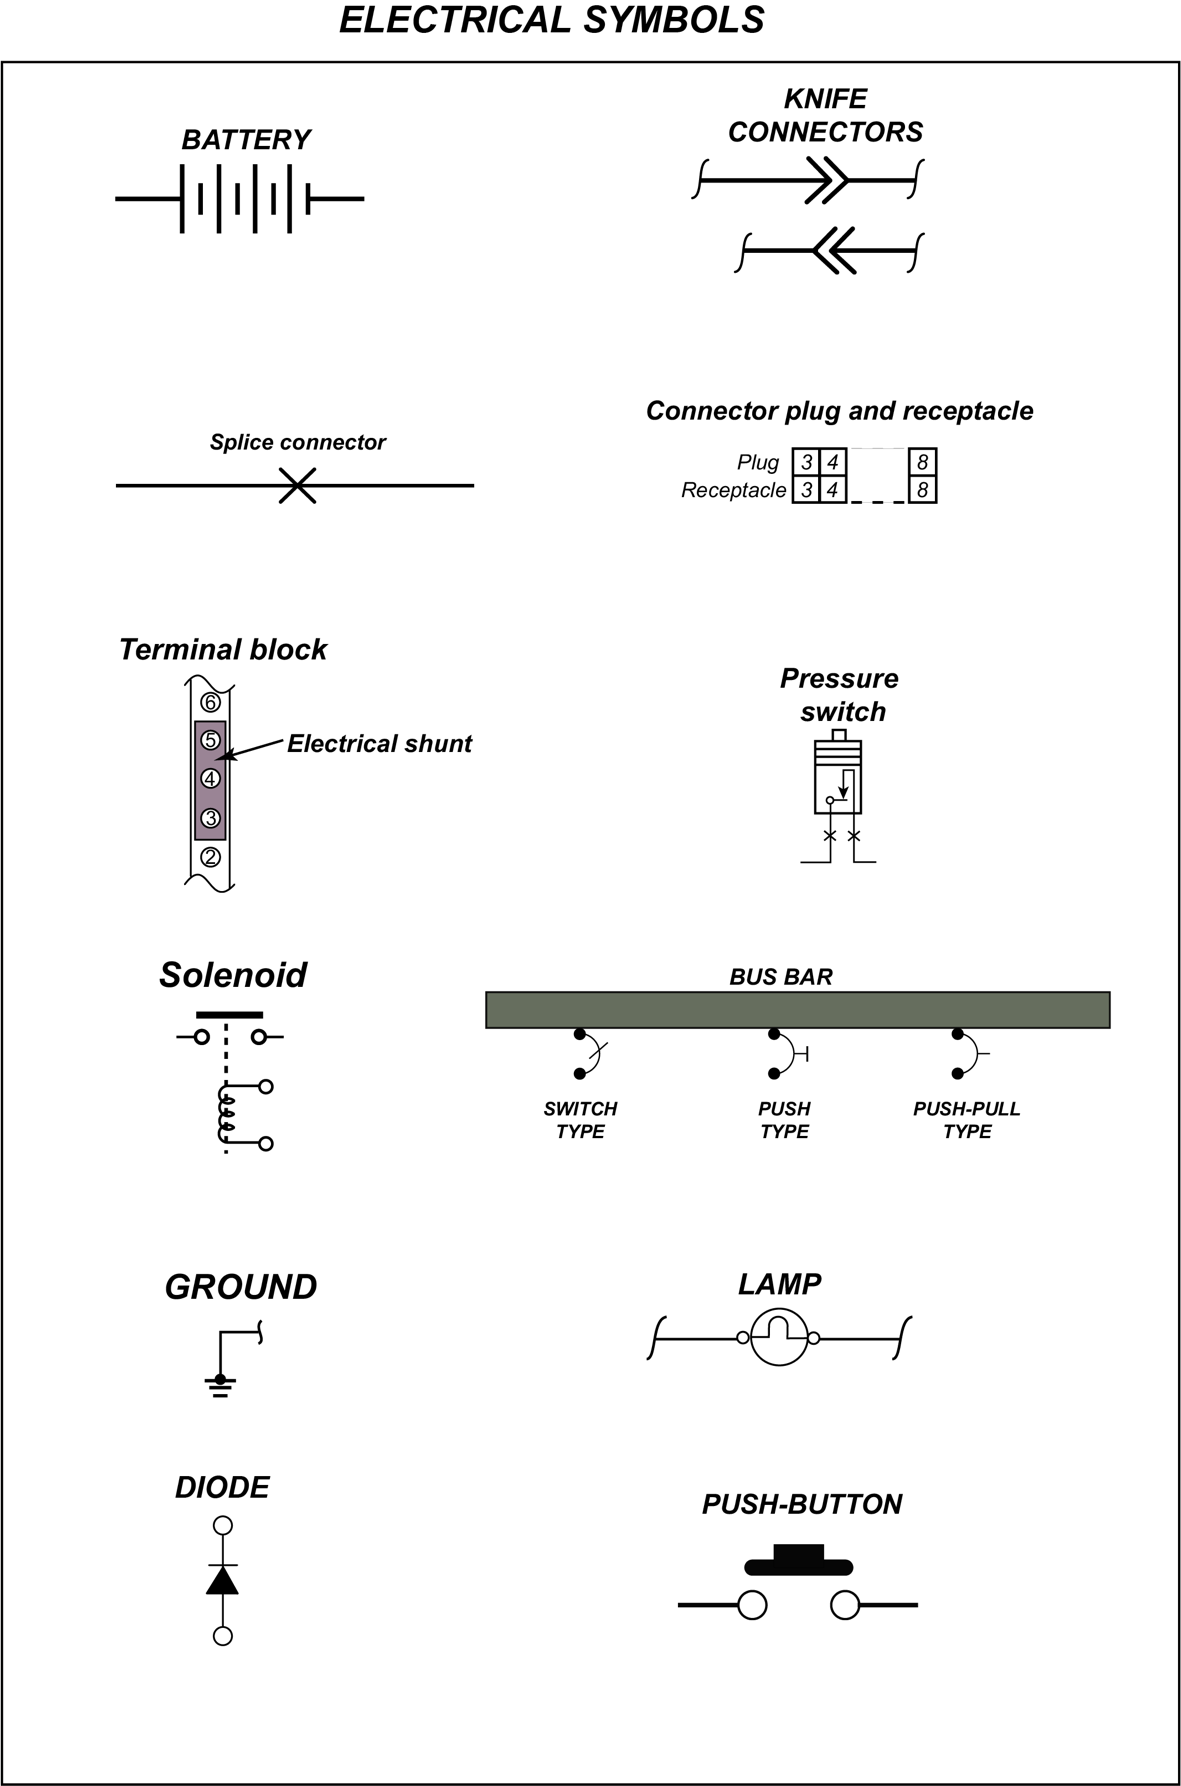 ELECTRICAL SYMBOLS
BATTERY
KNIFE
CONNECTORS
Splice connector
Connector plug and receptacle
Plug 3 4 8
Receptacle 3 4 8
Terminal block
6
5
4
3
2
Electrical shunt
Pressure
switch
Solenoid
BUS BAR
SWITCH
TYPE
PUSH
TYPE
PUSH-PULL
TYPE
GROUND
LAMP
DIODE
PUSH-BUTTON